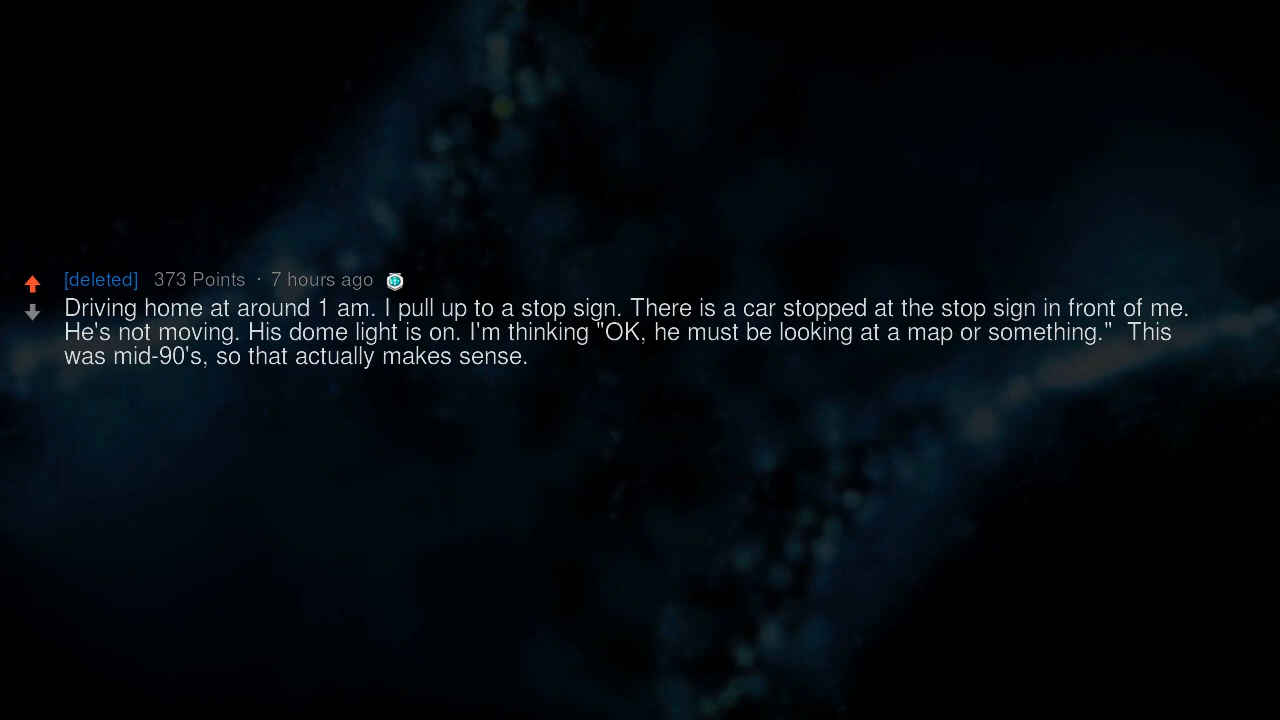 [deleted] 373 Points · 7 hours ago
Driving home at around 1 am. I pull up to a stop sign. There is a car stopped at the stop sign in front of me.
He's not moving. His dome light is on. I'm thinking "OK, he must be looking at a map or something."  This
was mid-90's, so that actually makes sense.